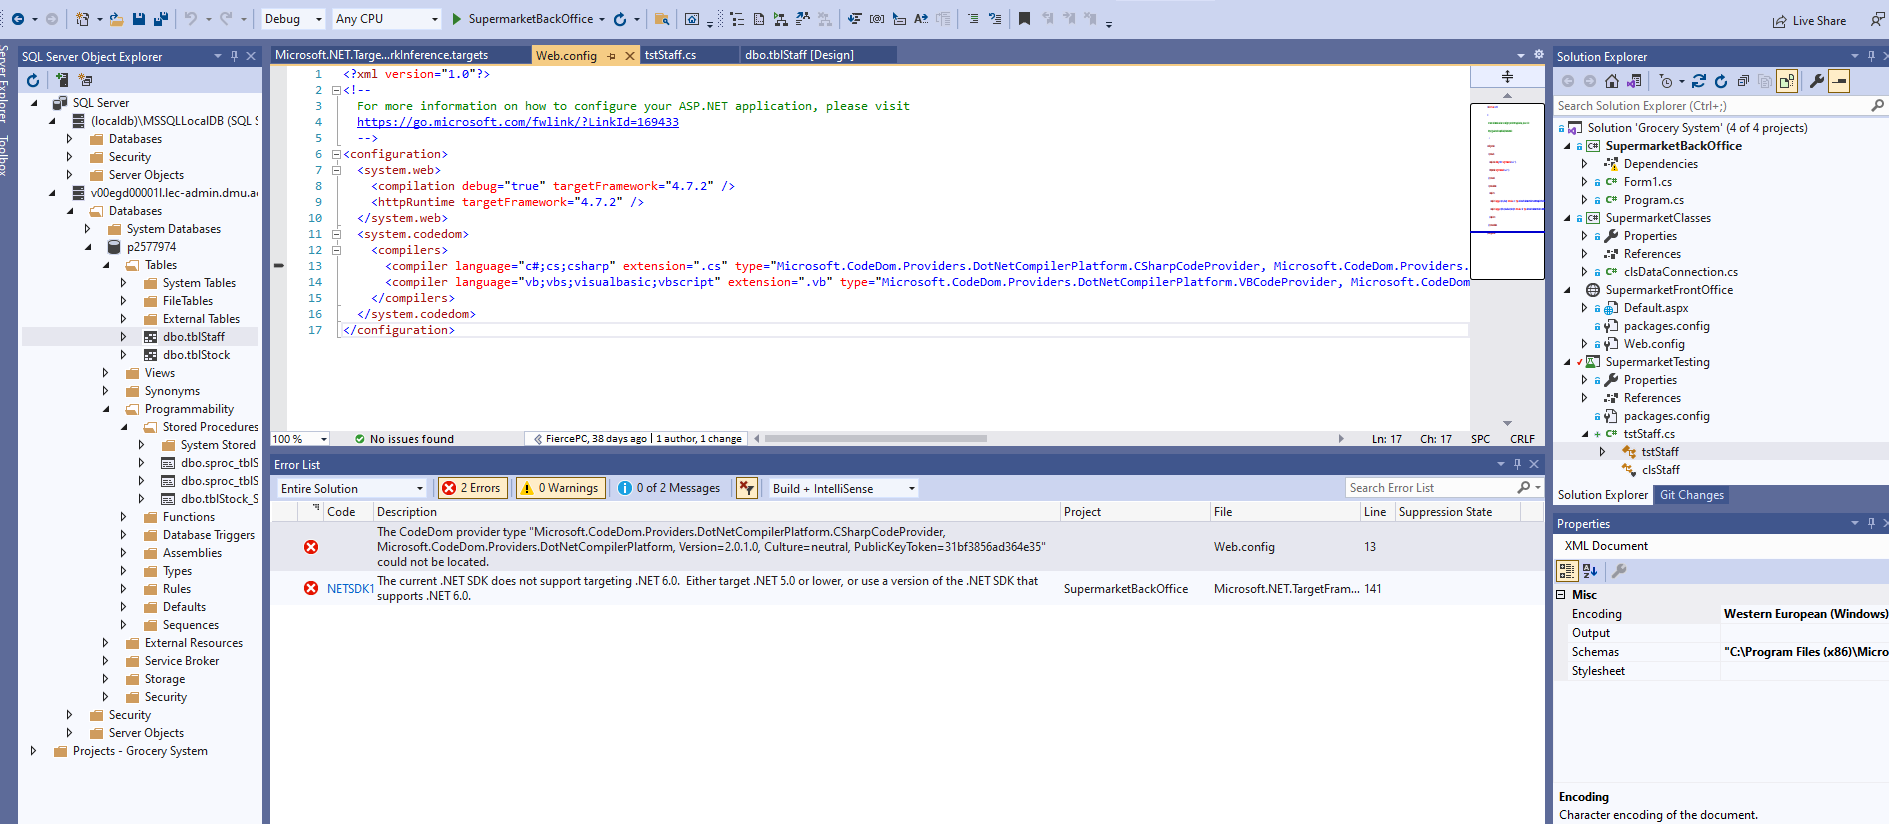 Debug
Any CPU
SupermarketBackOffice
Live Share
Server Explorer
Toolbox
SQL Server Object Explorer
SQL Server
(localdb)\MSSQLLocalDB (SQL S
Databases
Security
Server Objects
v00egd00001l.lec-admin.dmu.a
Databases
System Databases
p2577974
Tables
System Tables
FileTables
External Tables
dbo.tblStaff
dbo.tblStock
Views
Synonyms
Programmability
Stored Procedures
System Stored
dbo.sproc_tblS
dbo.sproc_tblS
dbo.tblStock_S
Functions
Database Triggers
Assemblies
Types
Rules
Defaults
Sequences
External Resources
Service Broker
Storage
Security
Security
Server Objects
Projects - Grocery System
Microsoft.NET.Targe...rkInference.targets
Web.config
tstStaff.cs
dbo.tblStaff [Design]
1 <?xml version="1.0"?>
2 <!--
3 For more information on how to configure your ASP.NET application, please visit
4 https://go.microsoft.com/fwlink/?LinkId=169433
5 -->
6 <configuration>
7 <system.web>
8 <compilation debug="true" targetFramework="4.7.2" />
9 <httpRuntime targetFramework="4.7.2" />
10 </system.web>
11 <system.codedom>
12 <compilers>
13 <compiler language="c#;cs;csharp" extension=".cs" type="Microsoft.CodeDom.Providers.DotNetCompilerPlatform.CSharpCodeProvider, Microsoft.CodeDom.Providers.
14 <compiler language="vb;vbs;visualbasic;vbscript" extension=".vb" type="Microsoft.CodeDom.Providers.DotNetCompilerPlatform.VBCodeProvider, Microsoft.CodeDom
15 </compilers>
16 </system.codedom>
17 </configuration>
100 %
No issues found
FiercePC, 38 days ago | 1 author, 1 change
Ln: 17 Ch: 17 SPC CRLF
Error List
Entire Solution
2 Errors
0 Warnings
0 of 2 Messages
Build + IntelliSense
Search Error List
Code Description Project File Line Suppression State
The CodeDom provider type "Microsoft.CodeDom.Providers.DotNetCompilerPlatform.CSharpCodeProvider,
Microsoft.CodeDom.Providers.DotNetCompilerPlatform, Version=2.0.1.0, Culture=neutral, PublicKeyToken=31bf3856ad364e35" Web.config 13
could not be located.
NETSDK1 The current .NET SDK does not support targeting .NET 6.0. Either target .NET 5.0 or lower, or use a version of the .NET SDK that SupermarketBackOffice Microsoft.NET.TargetFram... 141
supports .NET 6.0.
Solution Explorer
Search Solution Explorer (Ctrl+;)
Solution 'Grocery System' (4 of 4 projects)
SupermarketBackOffice
Dependencies
Form1.cs
Program.cs
SupermarketClasses
Properties
References
clsDataConnection.cs
SupermarketFrontOffice
Default.aspx
packages.config
Web.config
SupermarketTesting
Properties
References
packages.config
tstStaff.cs
tstStaff
clsStaff
Solution Explorer
Git Changes
Properties
XML Document
Misc
Encoding Western European (Windows)
Output
Schemas "C:\Program Files (x86)\Micro
Stylesheet
Encoding
Character encoding of the document.